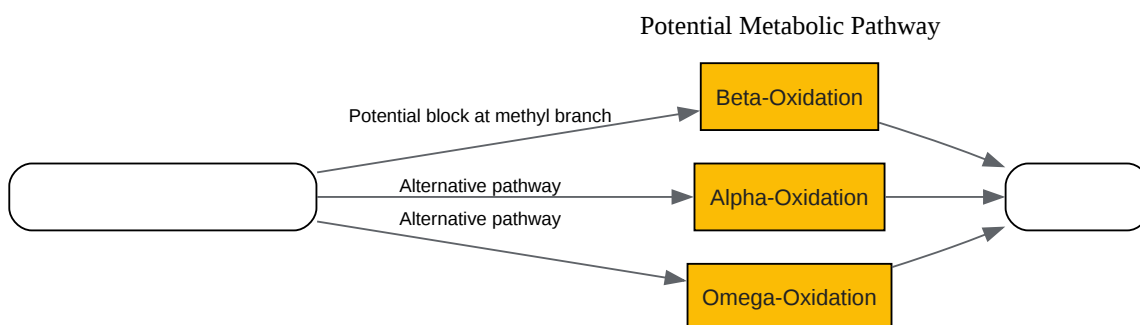 Potential Metabolic Pathway
Beta-Oxidation
Potential block at methyl branch
Alternative pathway
Alpha-Oxidation
Alternative pathway
Omega-Oxidation